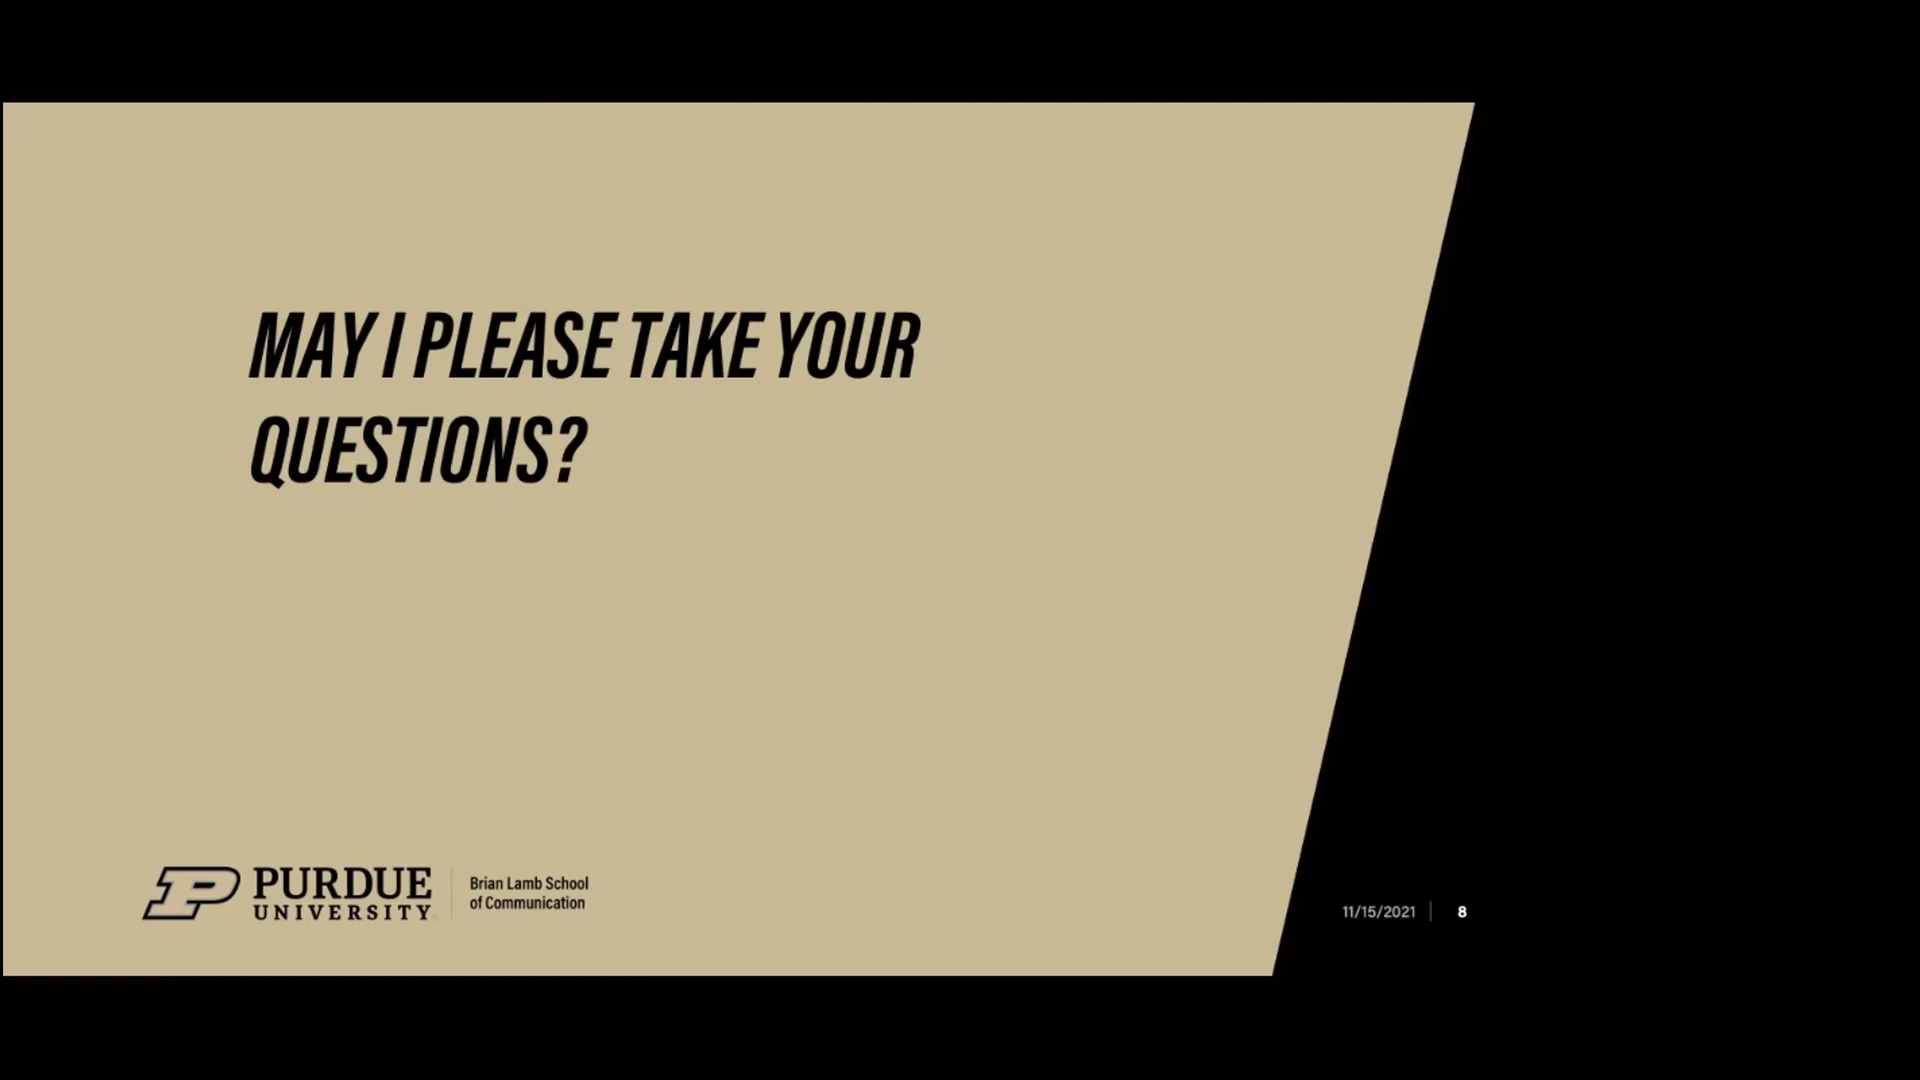 MAY I PLEASE TAKE YOUR
QUESTIONS?
PURDUE
UNIVERSITY
Brian Lamb School
of Communication
11/15/2021
8